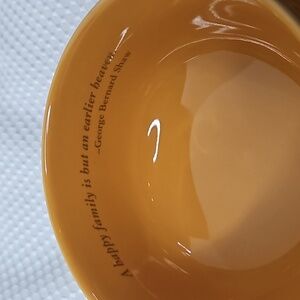 A happy family is but an earlier heaven.
–George Bernard Shaw